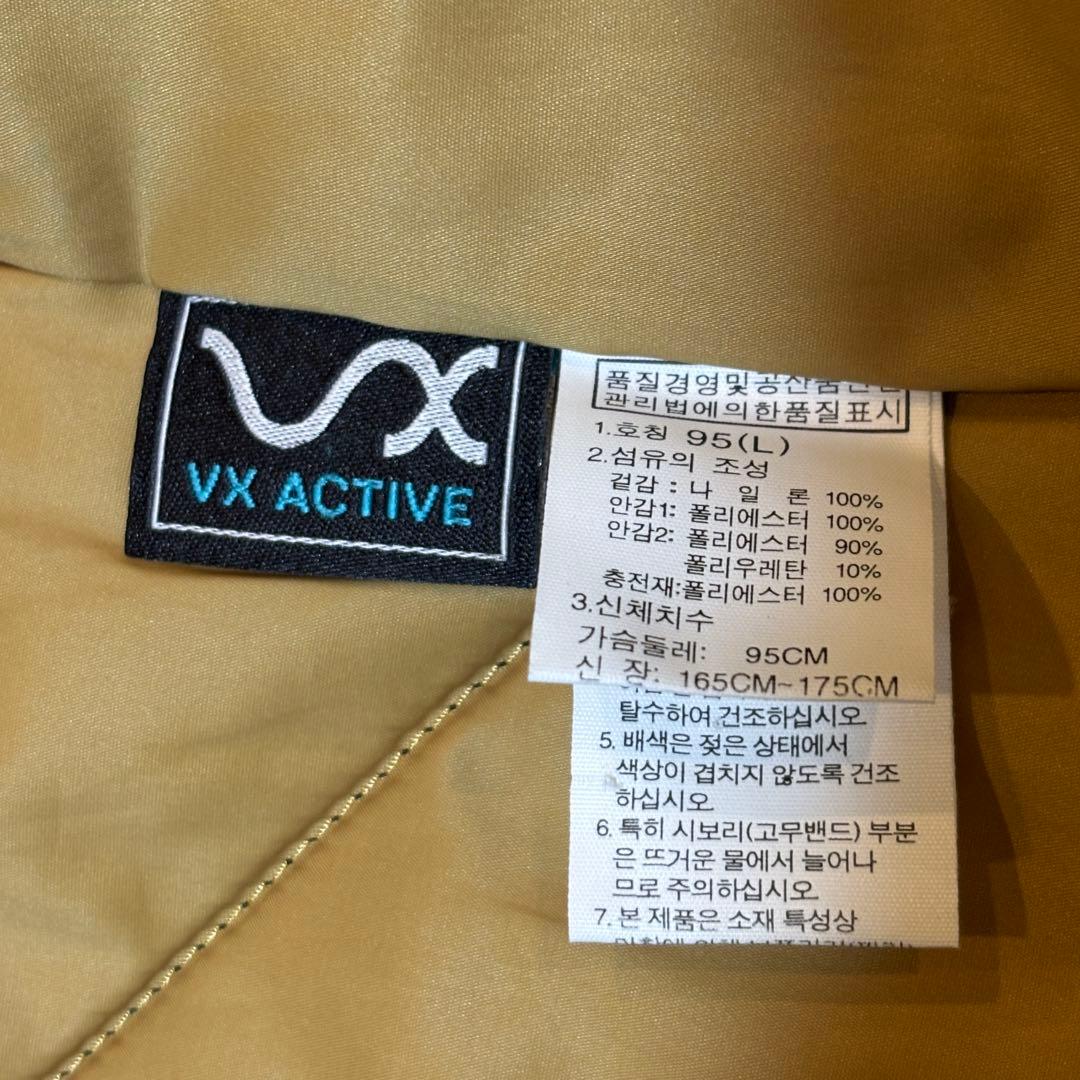 VX
VX ACTIVE
품질경영및공산품안전
관리법에의한품질표시
1.호칭 95(L)
2.섬유의 조성
겉감 : 나 일 론 100%
안감1: 폴리에스터 100%
안감2: 폴리에스터 90%
폴리우레탄 10%
충전재:폴리에스터 100%
3.신체치수
가슴둘레: 95CM
신 장: 165CM~175CM
탈수하여 건조하십시오
5. 배색은 젖은 상태에서
색상이 겹치지 않도록 건조
하십시오
6. 특히 시보리(고무밴드) 부분
은 뜨거운 물에서 늘어나
므로 주의하십시오
7. 본 제품은 소재 특성상